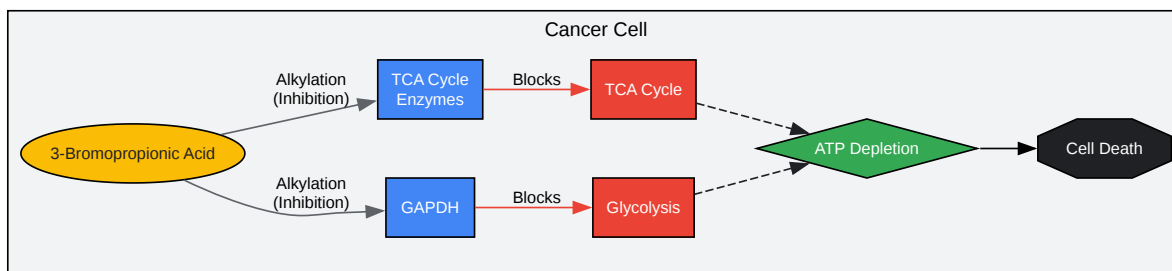 Cancer Cell
3-Bromopropionic Acid
Alkylation
(Inhibition)
TCA Cycle
Enzymes
Blocks
TCA Cycle
Alkylation
(Inhibition)
GAPDH
Blocks
Glycolysis
ATP Depletion
Cell Death